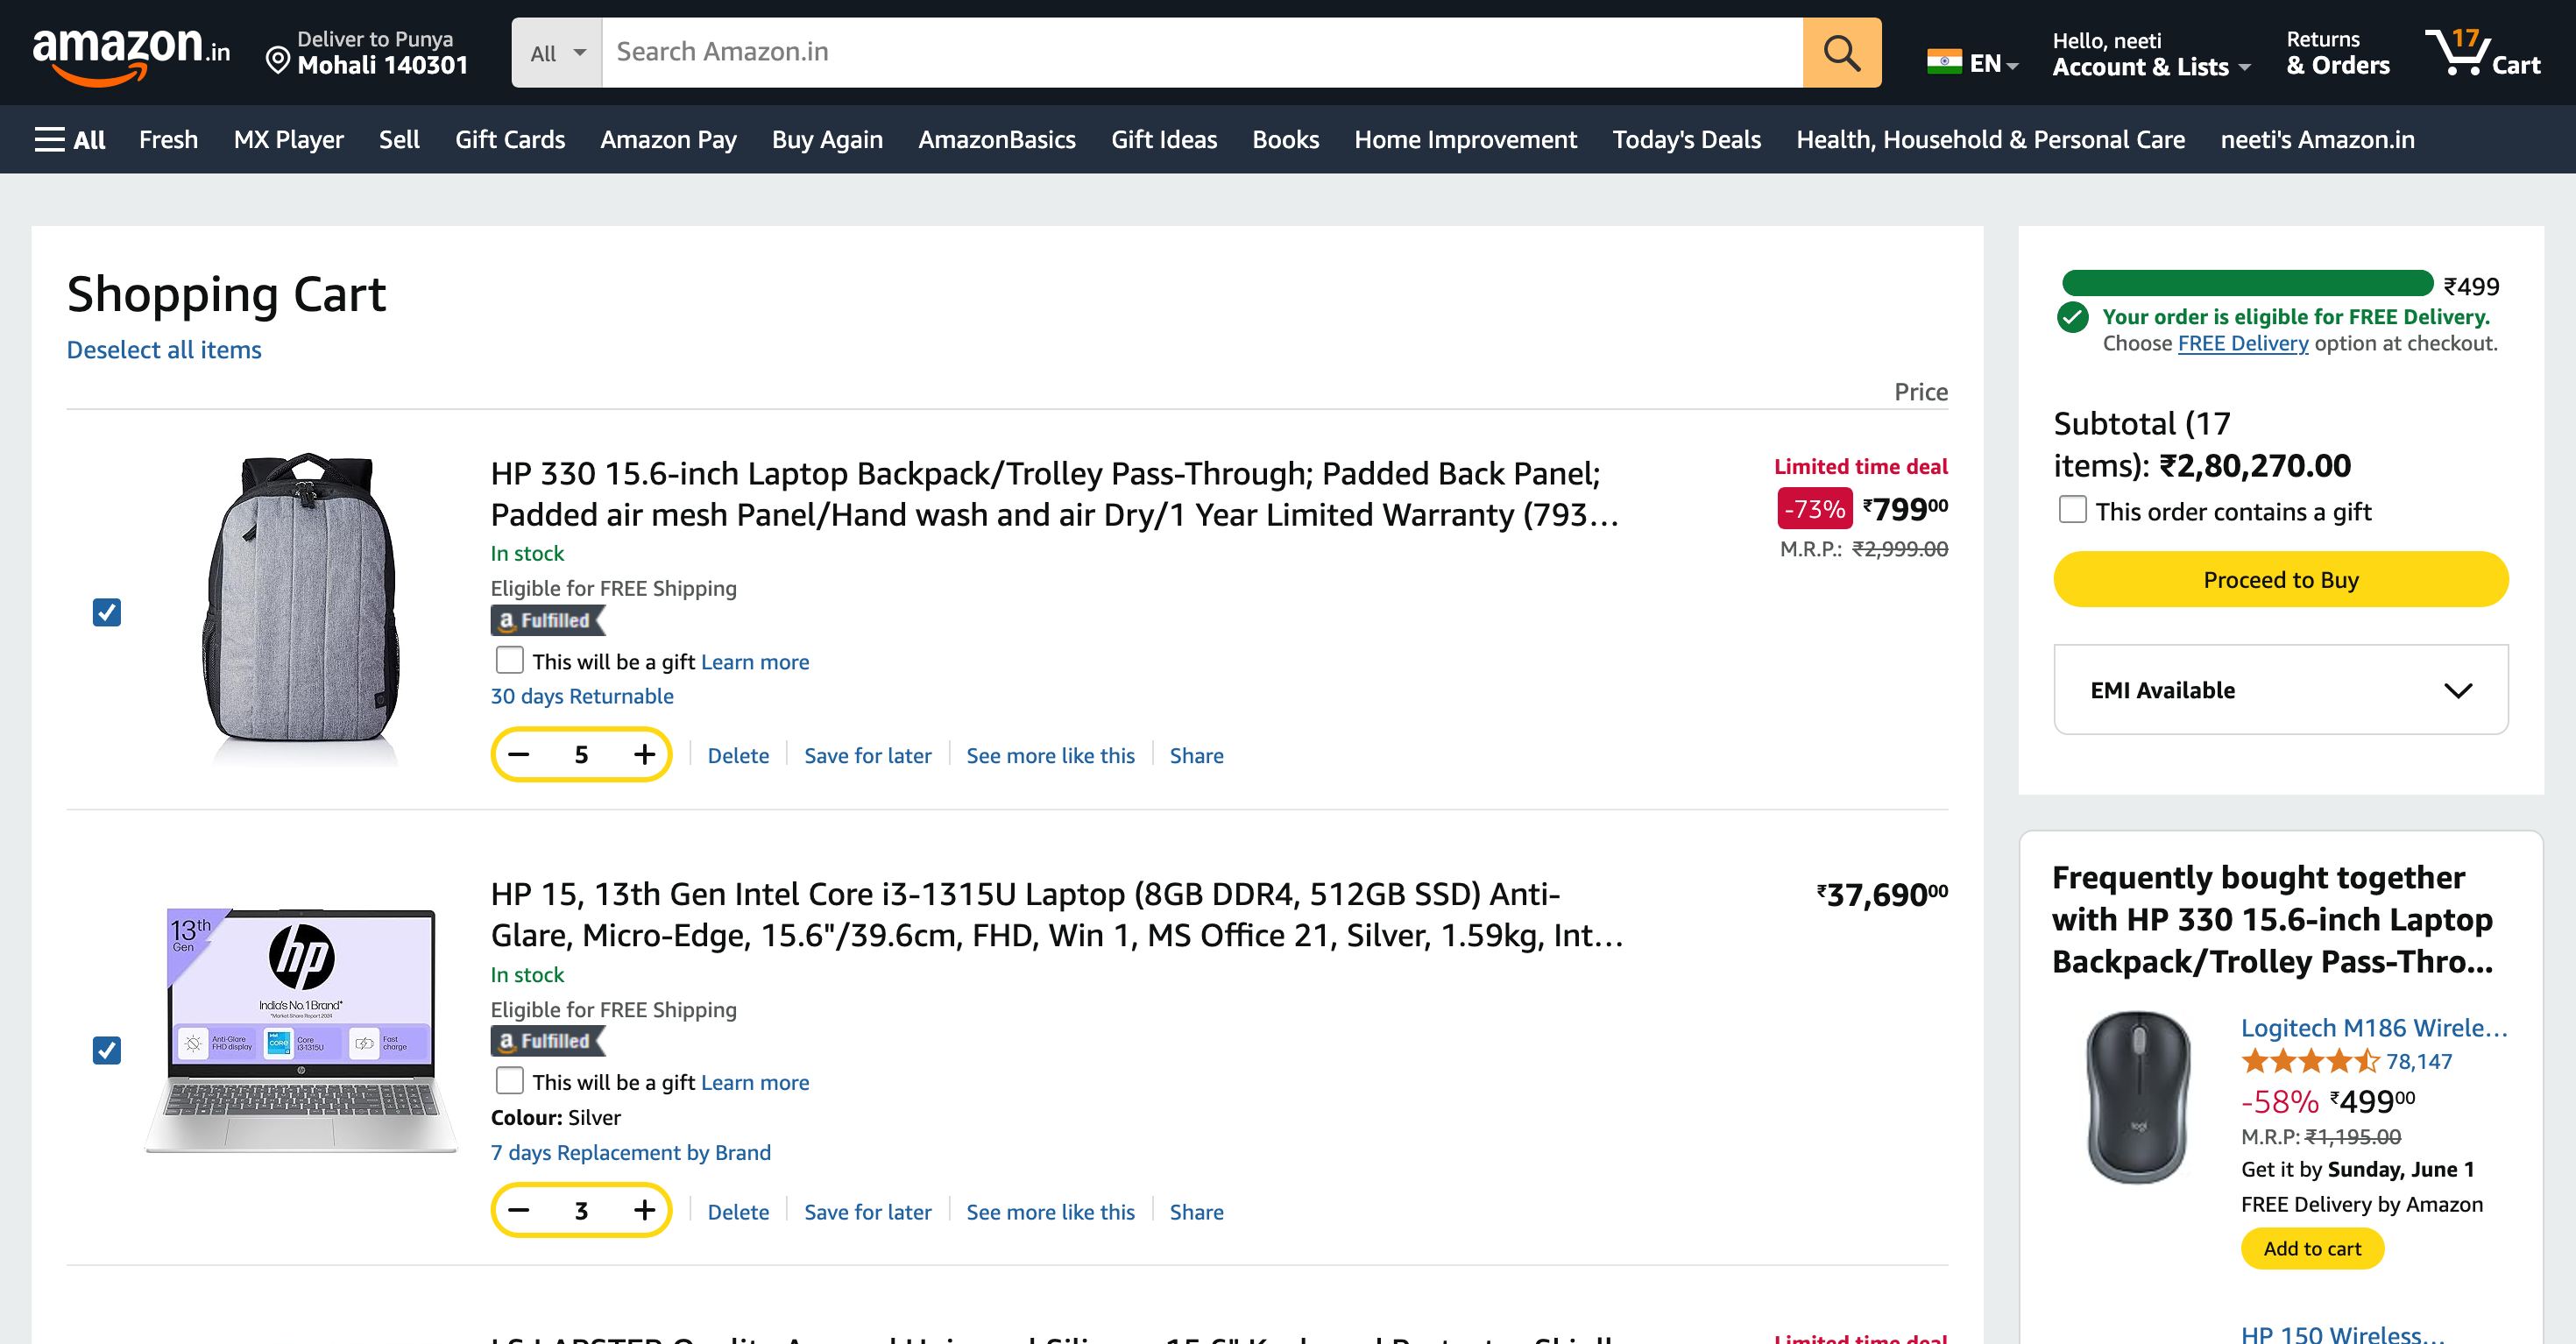 amazon.in
Deliver to Punya
Mohali 140301
All
Search Amazon.in
EN
Hello, neeti
Account & Lists
Returns
& Orders
17
Cart
All
Fresh
MX Player
Sell
Gift Cards
Amazon Pay
Buy Again
AmazonBasics
Gift Ideas
Books
Home Improvement
Today's Deals
Health, Household & Personal Care
neeti's Amazon.in
Shopping Cart
Deselect all items
Price
HP 330 15.6-inch Laptop Backpack/Trolley Pass-Through; Padded Back Panel;
Padded air mesh Panel/Hand wash and air Dry/1 Year Limited Warranty (793…
Limited time deal
-73% ₹79900
M.R.P.: ₹2,999.00
In stock
Eligible for FREE Shipping
a Fulfilled
This will be a gift Learn more
30 days Returnable
5
Delete
Save for later
See more like this
Share
13th
Gen
hp
India's No.1 Brand*
*Market Share Report 2024
Anti-Glare
FHD display
intel
core
Core
i3-1315U
Fast
charge
HP 15, 13th Gen Intel Core i3-1315U Laptop (8GB DDR4, 512GB SSD) Anti-
Glare, Micro-Edge, 15.6"/39.6cm, FHD, Win 1, MS Office 21, Silver, 1.59kg, Int…
₹37,69000
In stock
Eligible for FREE Shipping
a Fulfilled
This will be a gift Learn more
Colour: Silver
7 days Replacement by Brand
3
Delete
Save for later
See more like this
Share
Limited time deal
₹499
Your order is eligible for FREE Delivery.
Choose FREE Delivery option at checkout.
Subtotal (17
items): ₹2,80,270.00
This order contains a gift
Proceed to Buy
EMI Available
Frequently bought together
with HP 330 15.6-inch Laptop
Backpack/Trolley Pass-Thro...
logi
Logitech M186 Wirele…
78,147
-58% ₹49900
M.R.P: ₹1,195.00
Get it by Sunday, June 1
FREE Delivery by Amazon
Add to cart
HP 150 Wireless…